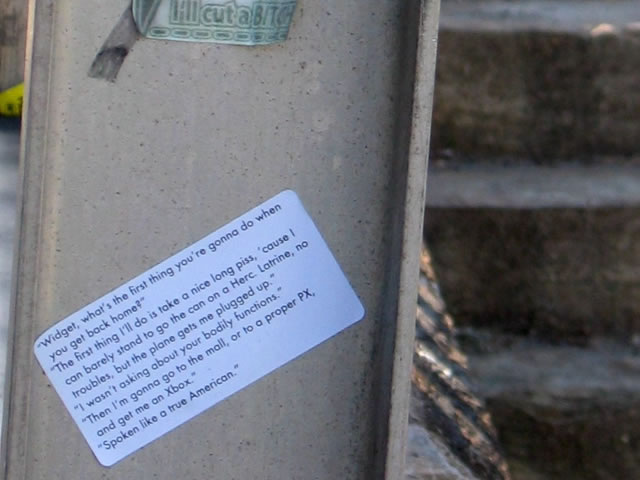 I'll cut a BITCH
"Widget, what's the first thing you're gonna do when
you get back home?"
"The first thing I'll do is take a nice long piss, 'cause I
can barely stand to go the can on a Herc. Latrine, no
troubles, but the plane gets me plugged up."
"I wasn't asking about your bodily functions."
"Then I'm gonna go to the mall, or to a proper PX,
and get me an Xbox."
"Spoken like a true American."